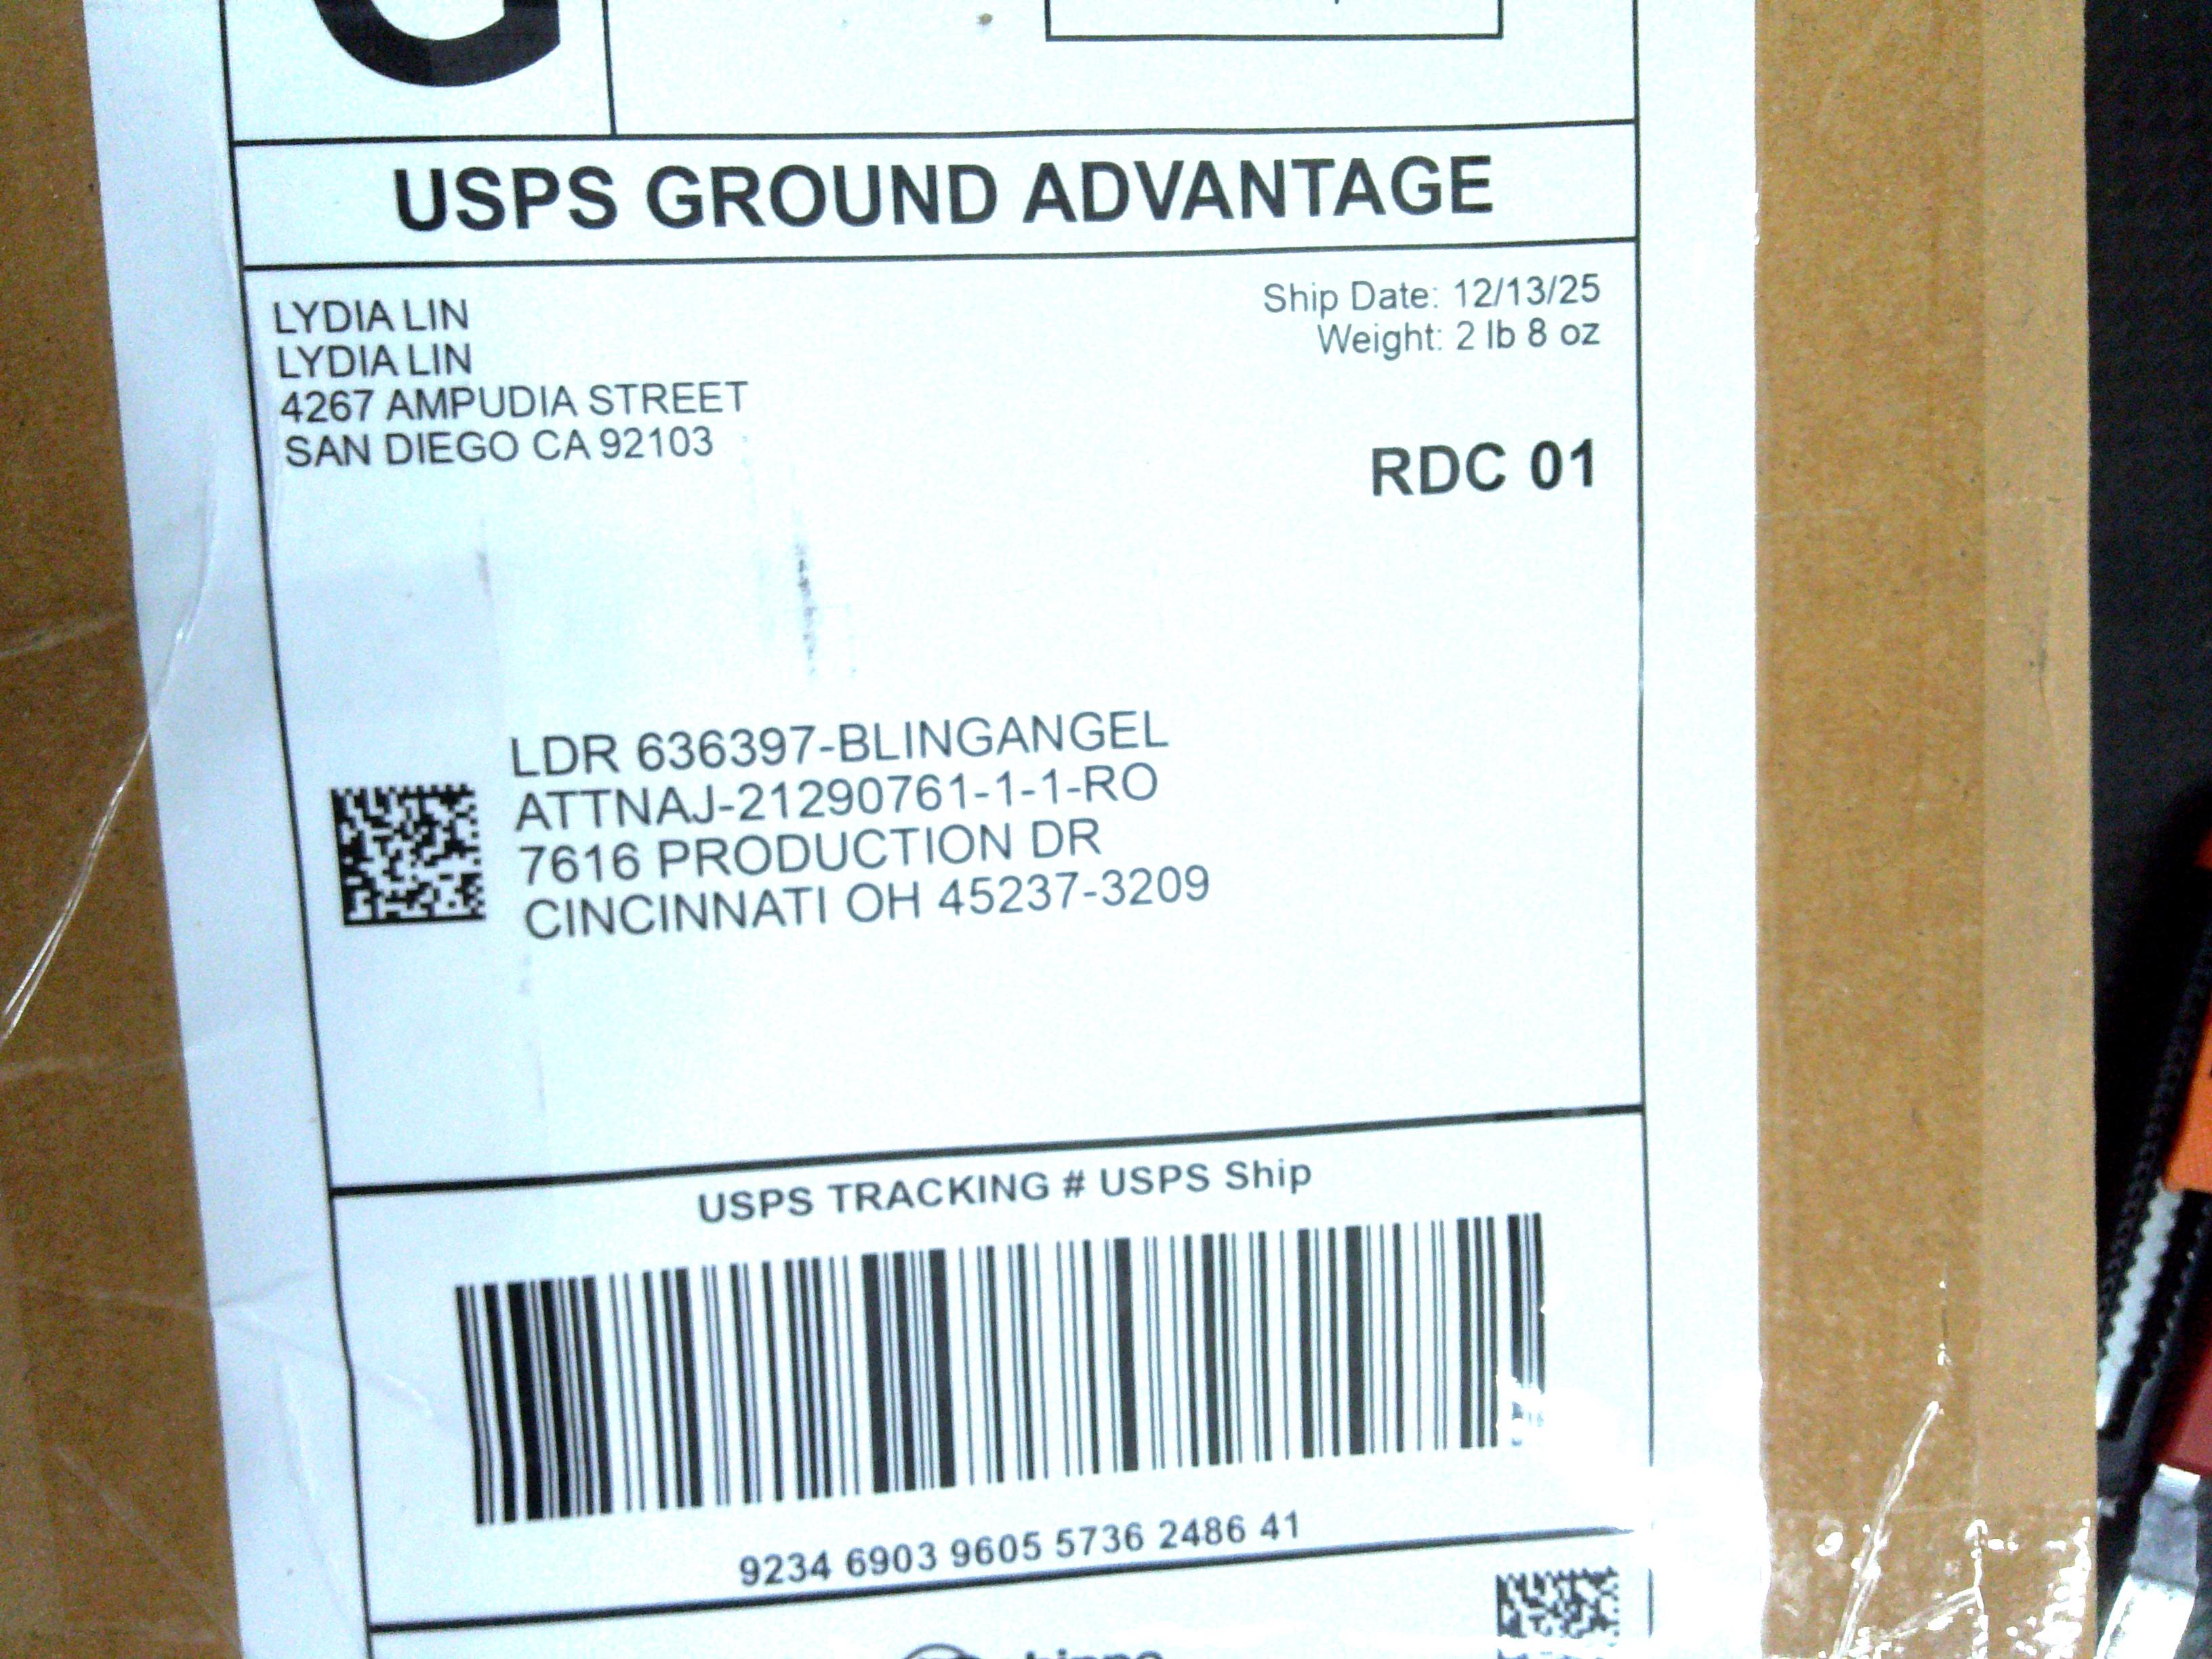 G
USPS GROUND ADVANTAGE
LYDIA LIN
LYDIA LIN
4267 AMPUDIA STREET
SAN DIEGO CA 92103
Ship Date: 12/13/25
Weight: 2 lb 8 oz
RDC 01
LDR 636397-BLINGANGEL
ATTNAJ-21290761-1-1-RO
7616 PRODUCTION DR
CINCINNATI OH 45237-3209
USPS TRACKING # USPS Ship
9234 6903 9605 5736 2486 41